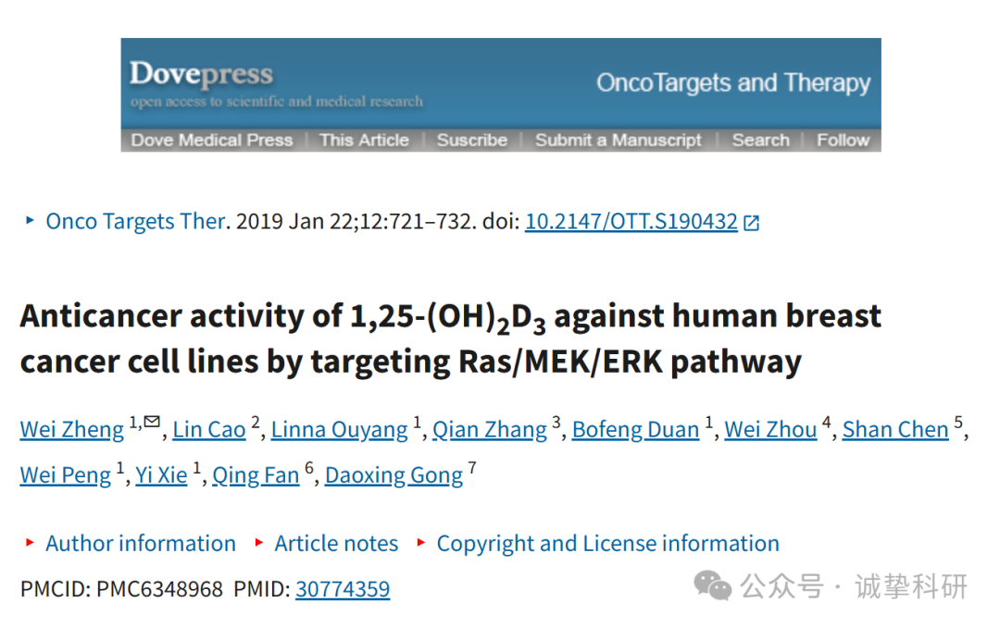 Dovepress
open access to scientific and medical research
OncoTargets and Therapy
Dove Medical Press | This Article | Suscribe | Submit a Manuscript | Search | Follow
▸ Onco Targets Ther. 2019 Jan 22;12:721–732. doi: 10.2147/OTT.S190432
Anticancer activity of 1,25-(OH)₂D₃ against human breast
cancer cell lines by targeting Ras/MEK/ERK pathway
Wei Zheng ¹,✉, Lin Cao ², Linna Ouyang ¹, Qian Zhang ³, Bofeng Duan ¹, Wei Zhou ⁴, Shan Chen ⁵,
Wei Peng ¹, Yi Xie ¹, Qing Fan ⁶, Daoxing Gong ⁷
▸ Author information ▸ Article notes ▸ Copyright and License information
PMCID: PMC6348968 PMID: 30774359
公众号 · 诚挚科研